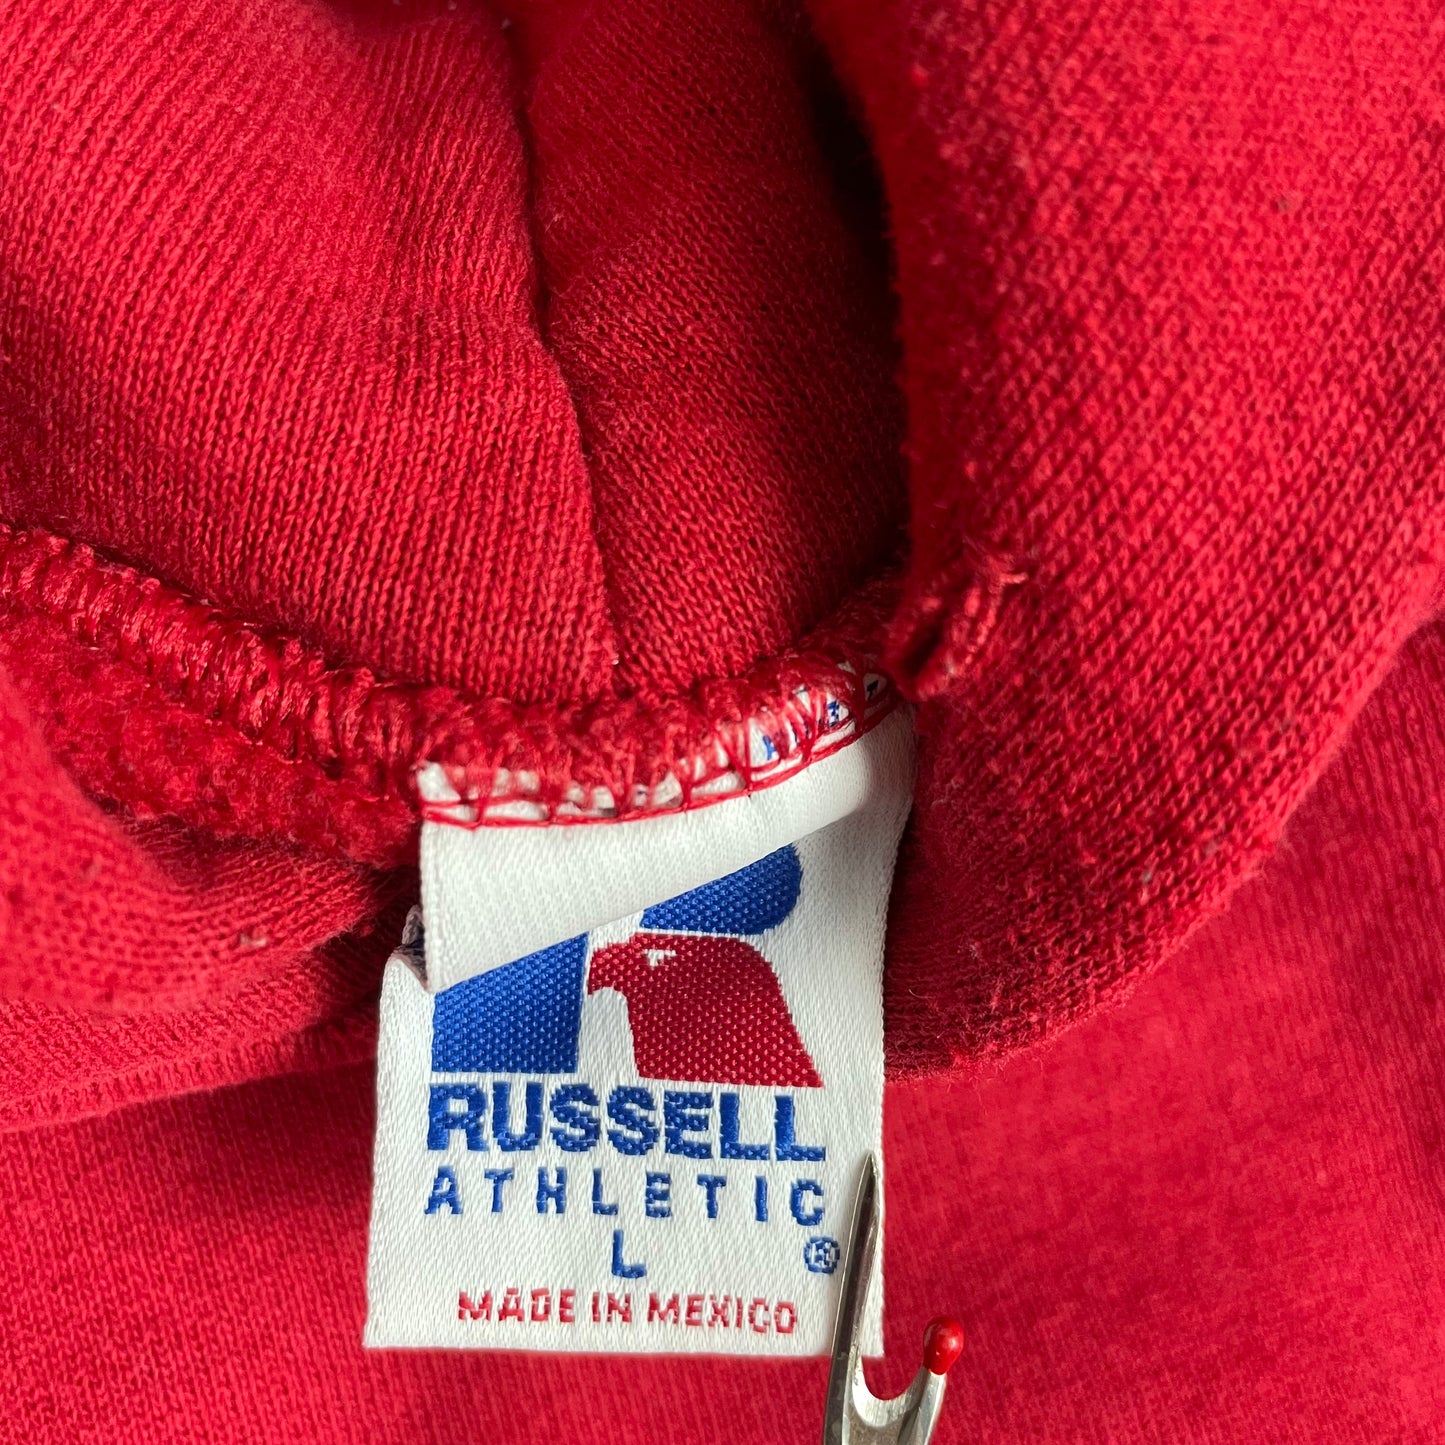 RUSSELL
ATHLETIC
L ®
MADE IN MEXICO